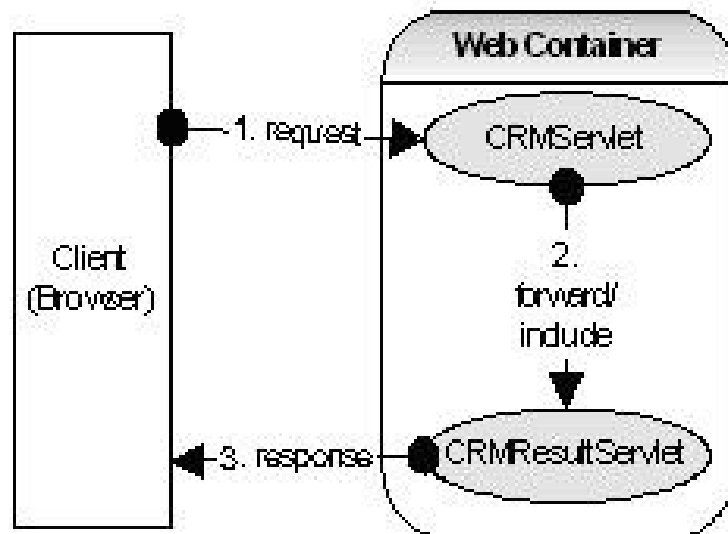 Web Container
1. request
CRMServlet
Client
(Browser)
2.
forward/
include
3. response
CRMResultServlet